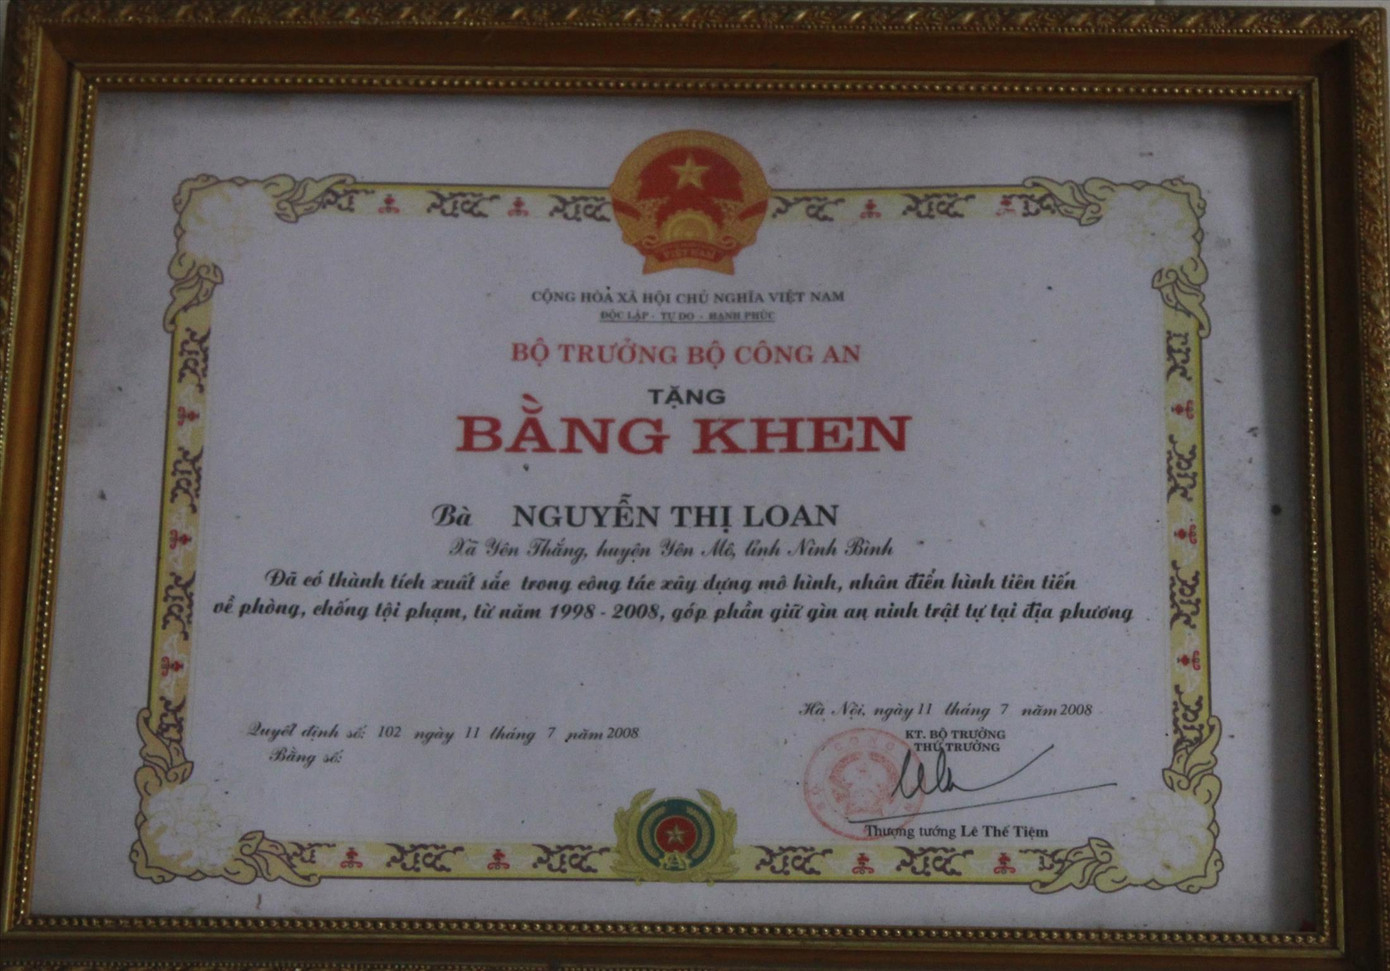 VIỆT NAM
CỘNG HÒA XÃ HỘI CHỦ NGHĨA VIỆT NAM
ĐỘC LẬP - TỰ DO - HẠNH PHÚC
BỘ TRƯỞNG BỘ CÔNG AN
TẶNG
BẰNG KHEN
Bà NGUYỄN THỊ LOAN
Xã Yên Thắng, huyện Yên Mô, tỉnh Ninh Bình
Đã có thành tích xuất sắc trong công tác xây dựng mô hình, nhân điển hình tiên tiến
về phòng, chống tội phạm, từ năm 1998 - 2008, góp phần giữ gìn an ninh trật tự tại địa phương
Hà Nội, ngày 11 tháng 7 năm 2008
Quyết định số: 102 ngày 11 tháng 7 năm 2008
Bằng số:
KT. BỘ TRƯỞNG
THỨ TRƯỞNG
Thượng tướng Lê Thế Tiệm